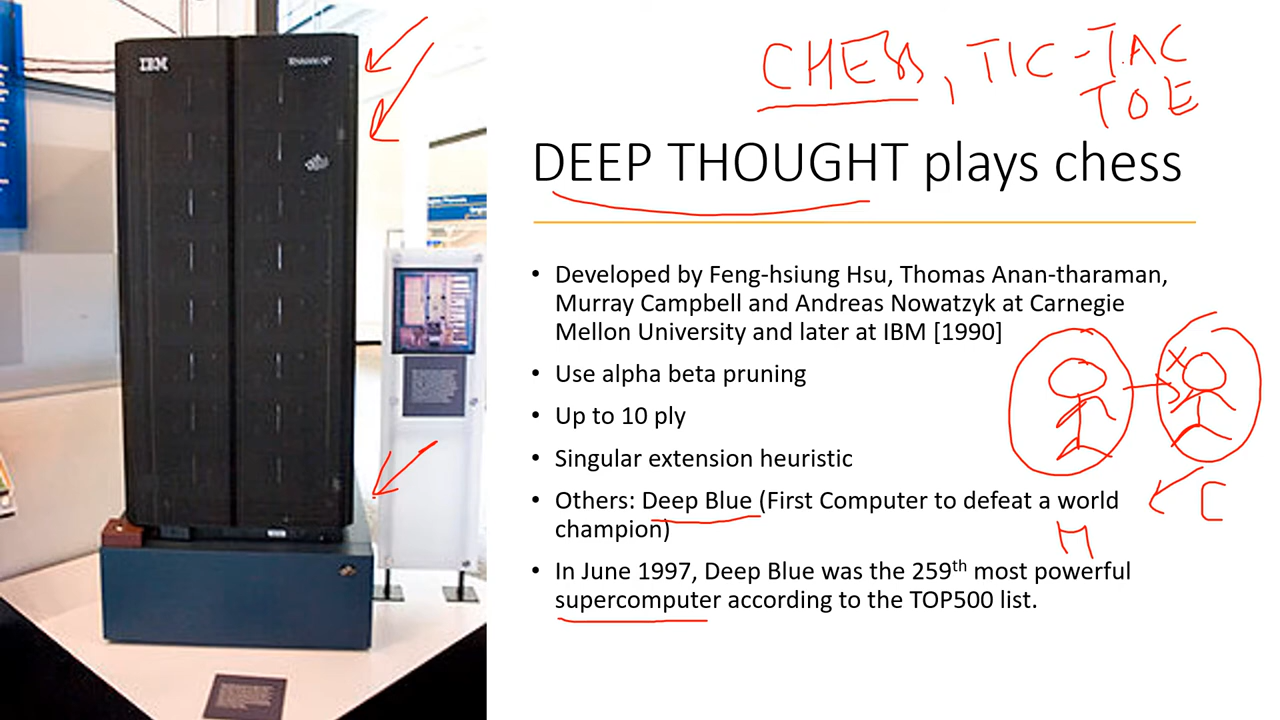 IBM
CHESS, TIC-TAC
TOE
DEEP THOUGHT plays chess
• Developed by Feng-hsiung Hsu, Thomas Anan-tharaman,
Murray Campbell and Andreas Nowatzyk at Carnegie
Mellon University and later at IBM [1990]
• Use alpha beta pruning
• Up to 10 ply
• Singular extension heuristic
• Others: Deep Blue (First Computer to defeat a world
champion)
C
H
• In June 1997, Deep Blue was the 259th most powerful
supercomputer according to the TOP500 list.